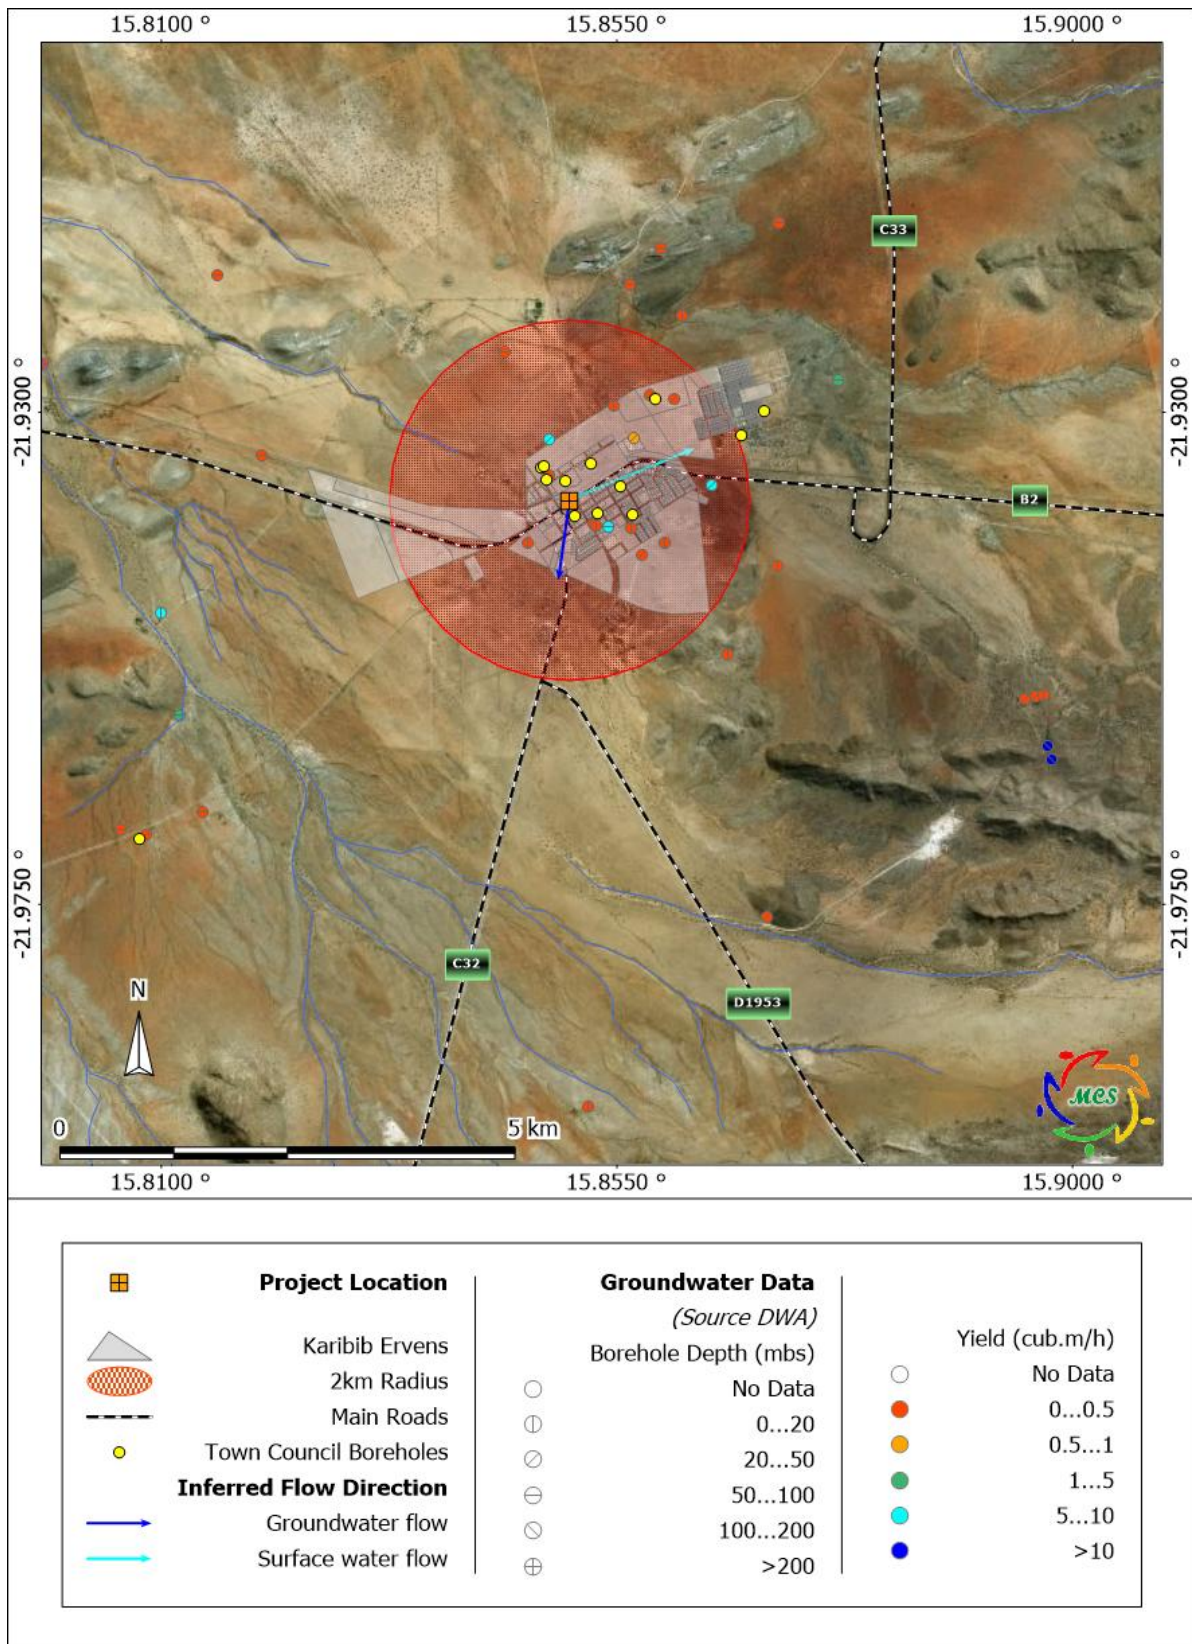 15.8100 °
15.8550 °
15.9000 °
C33
-21.9300 °
-21.9300 °
B2
-21.9750 °
-21.9750 °
C32
D1953
N
MCS
0
5 km
15.8100 °
15.8550 °
15.9000 °
Project Location
Karibib Ervens
2km Radius
Main Roads
Town Council Boreholes
Inferred Flow Direction
Groundwater flow
Surface water flow
Groundwater Data
(Source DWA)
Borehole Depth (mbs)
No Data
0...20
20...50
50...100
100...200
>200
Yield (cub.m/h)
No Data
0...0.5
0.5...1
1...5
5...10
>10